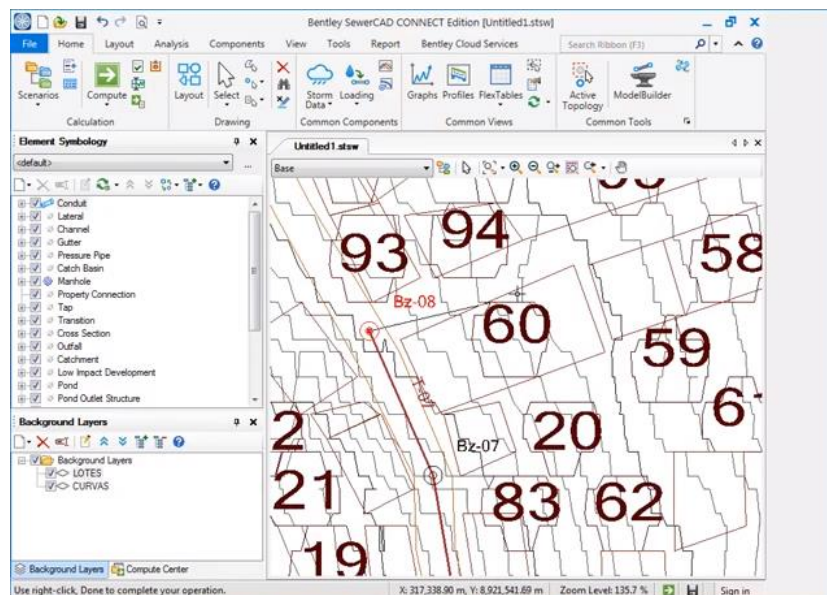 Bentley SewerCAD CONNECT Edition [Untitled1.stsw]
File Home Layout Analysis Components View Tools Report Bentley Cloud Services Search Ribbon (F3)
Scenarios Compute Layout Select Storm Data Loading Graphs Profiles FlexTables Active Topology ModelBuilder
Calculation Drawing Common Components Common Views Common Tools
Element Symbology
<default>
Conduit
Lateral
Channel
Gutter
Pressure Pipe
Catch Basin
Manhole
Property Connection
Tap
Transition
Cross Section
Outfall
Catchment
Low Impact Development
Pond
Pond Outlet Structure
Background Layers
Background Layers
LOTES
CURVAS
Background Layers Compute Center
Untitled1.stsw
Base
93 94 58
Bz-08
60
59
T-07
6
2 Bz-07 20
21 83 62
19
Use right-click, Done to complete your operation. X: 317,338.90 m, Y: 8,921,541.69 m Zoom Level: 135.7 % Sign in